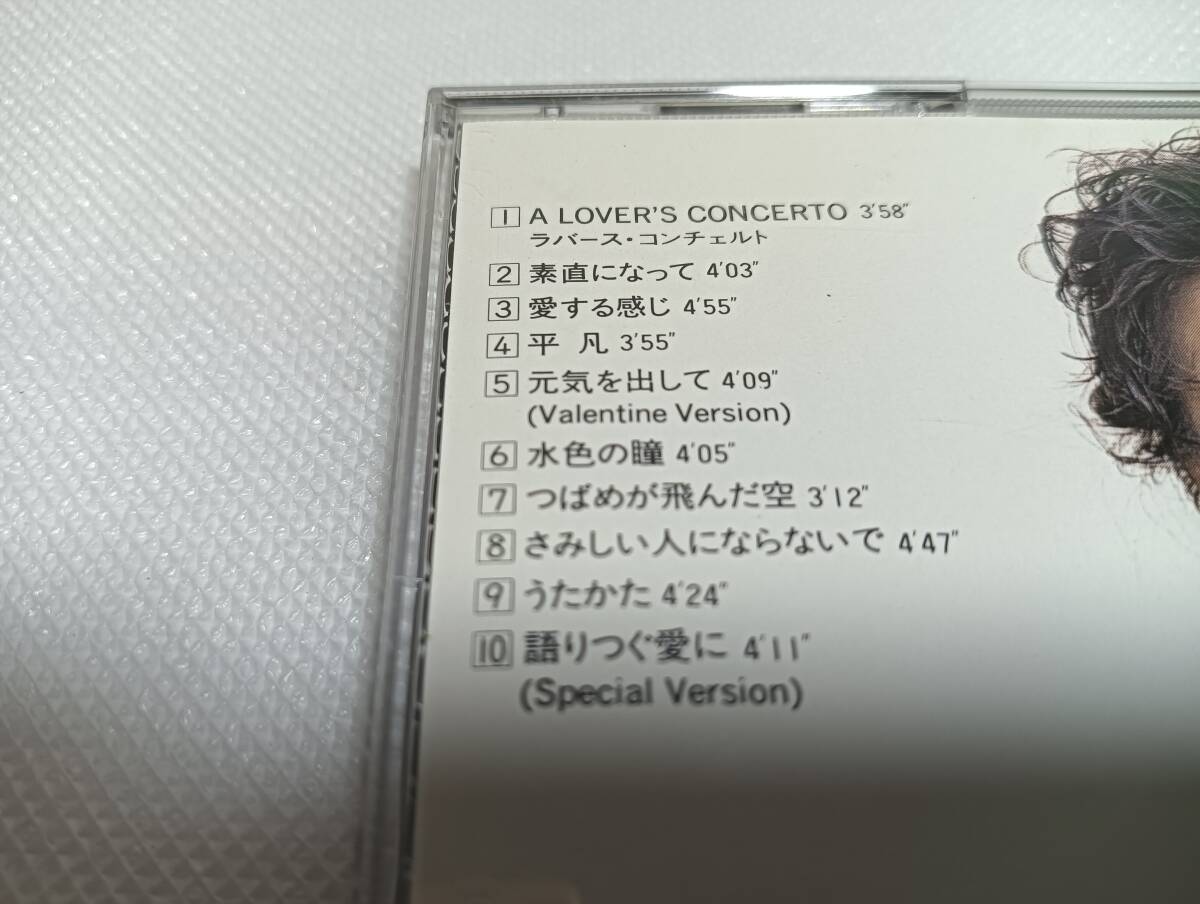 1 A LOVER'S CONCERTO 3'58"
ラバース・コンチェルト
2 素直になって 4'03"
3 愛する感じ 4'55"
4 平 凡 3'55"
5 元気を出して 4'09"
(Valentine Version)
6 水色の瞳 4'05"
7 つばめが飛んだ空 3'12"
8 さみしい人にならないで 4'47"
9 うたかた 4'24"
10 語りつぐ愛に 4'11"
(Special Version)